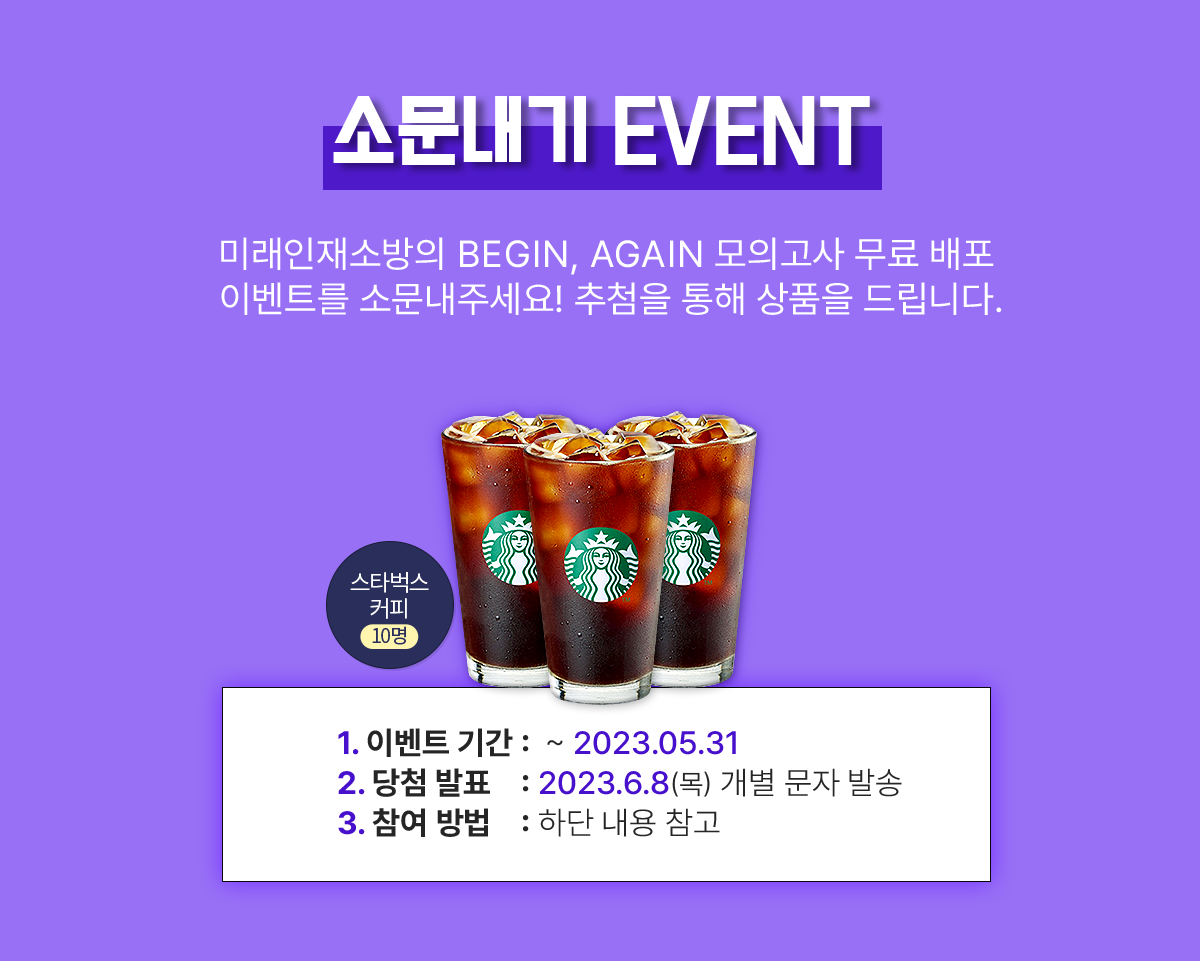 소문내기 EVENT
미래인재소방의 BEGIN, AGAIN 모의고사 무료 배포
이벤트를 소문내주세요! 추첨을 통해 상품을 드립니다.
스타벅스
커피
10명
1. 이벤트 기간 : ~ 2023.05.31
2. 당첨 발표 : 2023.6.8(목) 개별 문자 발송
3. 참여 방법 : 하단 내용 참고